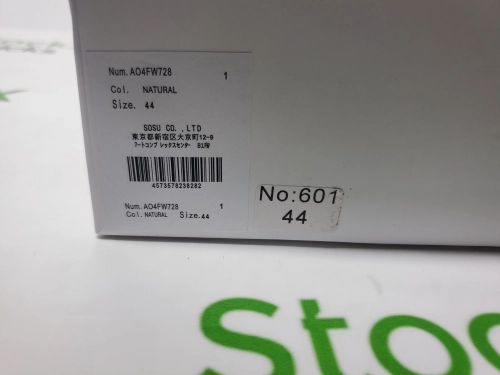 Num. AO4FW728 1
Col. NATURAL
Size. 44
SOSU CO. ,LTD
東京都新宿区大京町12-9
アートコンプレックスセンター B1階
4573578238282
Num. AO4FW728 1
Col. NATURAL Size. 44
No:601
44
Stoc